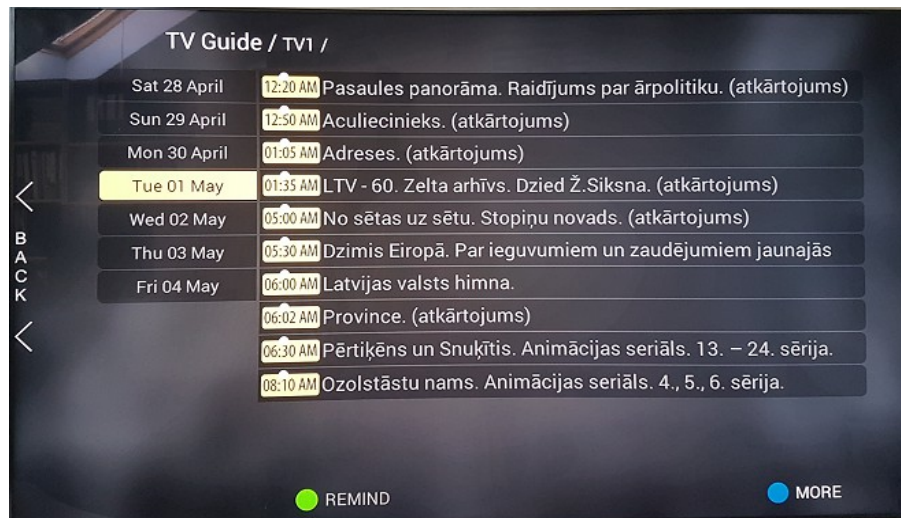 TV Guide / TV1 /
Sat 28 April
Sun 29 April
Mon 30 April
Tue 01 May
Wed 02 May
Thu 03 May
Fri 04 May
12:20 AM Pasaules panorāma. Raidījums par ārpolitiku. (atkārtojums)
12:50 AM Aculiecinieks. (atkārtojums)
01:05 AM Adreses. (atkārtojums)
01:35 AM LTV - 60. Zelta arhīvs. Dzied Ž.Siksna. (atkārtojums)
05:00 AM No sētas uz sētu. Stopiņu novads. (atkārtojums)
05:30 AM Dzimis Eiropā. Par ieguvumiem un zaudējumiem jaunajās
06:00 AM Latvijas valsts himna.
06:02 AM Province. (atkārtojums)
06:30 AM Pērtiķēns un Snuķītis. Animācijas seriāls. 13. – 24. sērija.
08:10 AM Ozolstāstu nams. Animācijas seriāls. 4., 5., 6. sērija.
BACK
REMIND
MORE